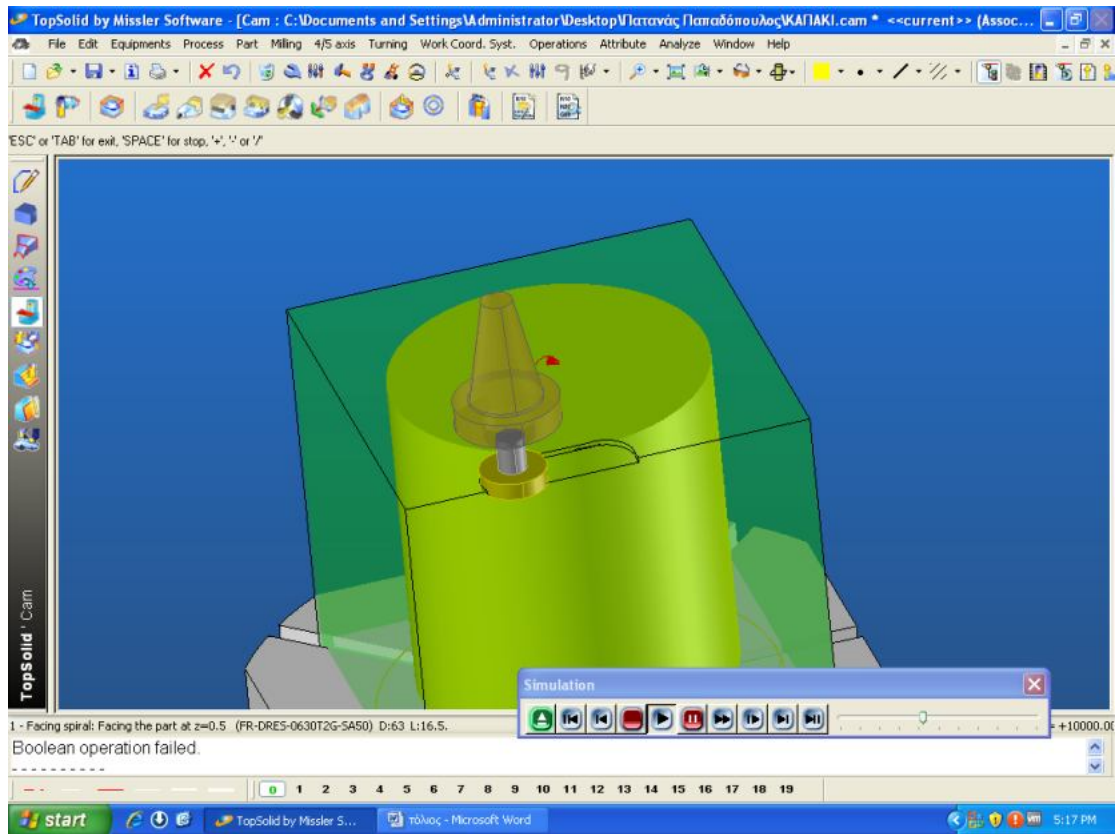 TopSolid by Missler Software - [Cam : C:\Documents and Settings\Administrator\Desktop\Πατανάς Παπαδόπουλος\ΚΑΠΑΚΙ.cam * <<current>> (Assoc...
File Edit Equipments Process Part Milling 4/5 axis Turning Work Coord. Syst. Operations Attribute Analyze Window Help
'ESC' or 'TAB' for exit, 'SPACE' for stop, '+', '-' or '/'
TopSolid'Cam
Simulation
1 - Facing spiral: Facing the part at z=0.5 (FR-DRES-0630T2G-SA50) D:63 L:16.5.
= +10000.00
Boolean operation failed.
----------
0 1 2 3 4 5 6 7 8 9 10 11 12 13 14 15 16 17 18 19
start
TopSolid by Missler S...
τόλιος - Microsoft Word
5:17 PM